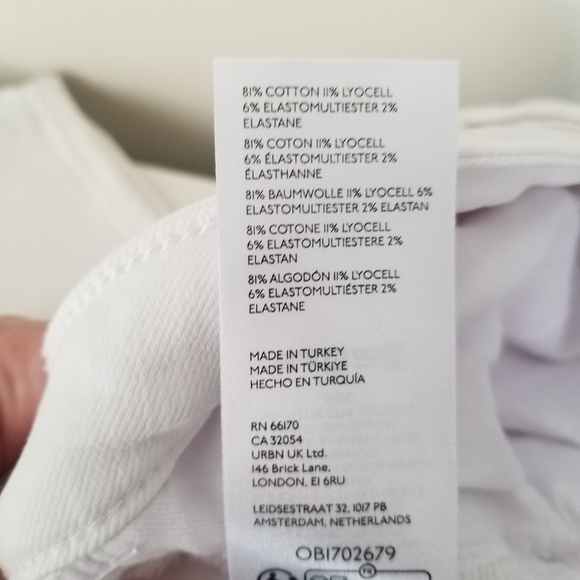 81% COTTON 11% LYOCELL
6% ELASTOMULTIESTER 2%
ELASTANE
81% COTON 11% LYOCELL
6% ÉLASTOMULTIESTER 2%
ÉLASTHANNE
81% BAUMWOLLE 11% LYOCELL 6%
ELASTOMULTIESTER 2% ELASTAN
81% COTONE 11% LYOCELL
6% ELASTOMULTIESTERE 2%
ELASTAN
81% ALGODÓN 11% LYOCELL
6% ELASTOMULTIÉSTER 2%
ELASTANE
MADE IN TURKEY
MADE IN TÜRKIYE
HECHO EN TURQUÍA
RN 66170
CA 32054
URBN UK Ltd.
146 Brick Lane,
LONDON, E1 6RU
LEIDSESTRAAT 32, 1017 PB
AMSTERDAM, NETHERLANDS
OB1702679